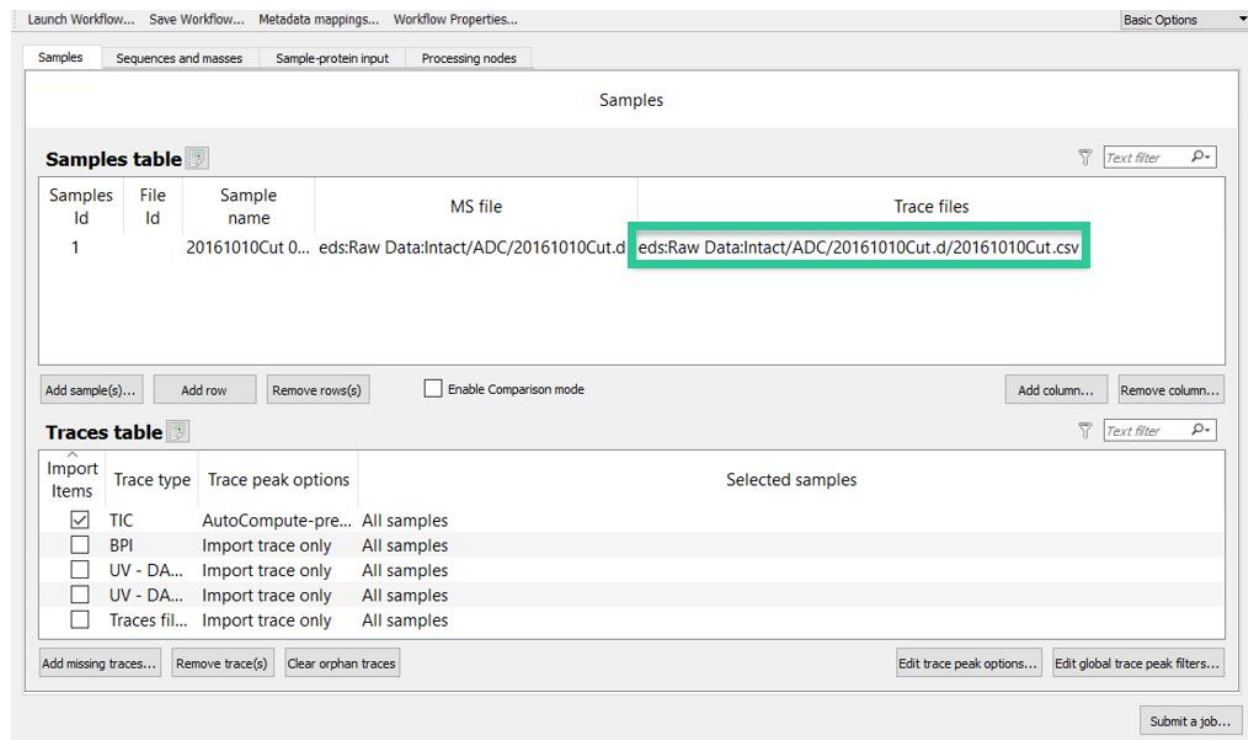 Launch Workflow... Save Workflow... Metadata mappings... Workflow Properties... Basic Options
Samples Sequences and masses Sample-protein input Processing nodes
Samples
Samples table Text filter
Samples Id File Id Sample name MS file Trace files
1 20161010Cut 0... eds:Raw Data:Intact/ADC/20161010Cut.d eds:Raw Data:Intact/ADC/20161010Cut.d/20161010Cut.csv
Add sample(s)... Add row Remove rows(s) Enable Comparison mode Add column... Remove column...
Traces table Text filter
Import Items Trace type Trace peak options Selected samples
TIC AutoCompute-pre... All samples
BPI Import trace only All samples
UV - DA... Import trace only All samples
UV - DA... Import trace only All samples
Traces fil... Import trace only All samples
Add missing traces... Remove trace(s) Clear orphan traces Edit trace peak options... Edit global trace peak filters...
Submit a job...